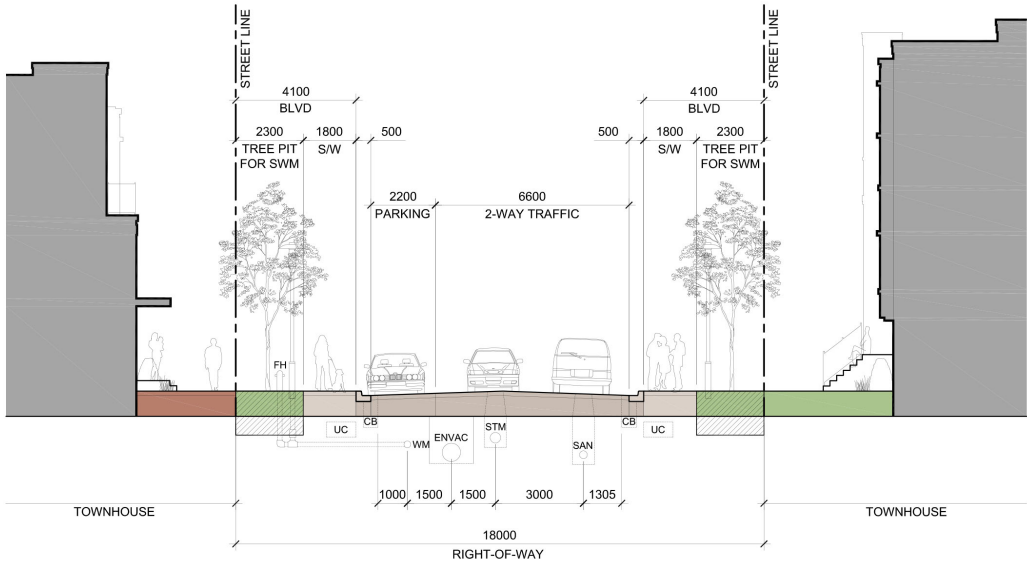 STREET LINE
STREET LINE
4100
BLVD
4100
BLVD
2300
1800
500
500
1800
2300
TREE PIT
FOR SWM
S/W
S/W
TREE PIT
FOR SWM
2200
6600
PARKING
2-WAY TRAFFIC
FH
UC
CB
WM
ENVAC
STM
SAN
CB
UC
1000
1500
1500
3000
1305
TOWNHOUSE
TOWNHOUSE
18000
RIGHT-OF-WAY